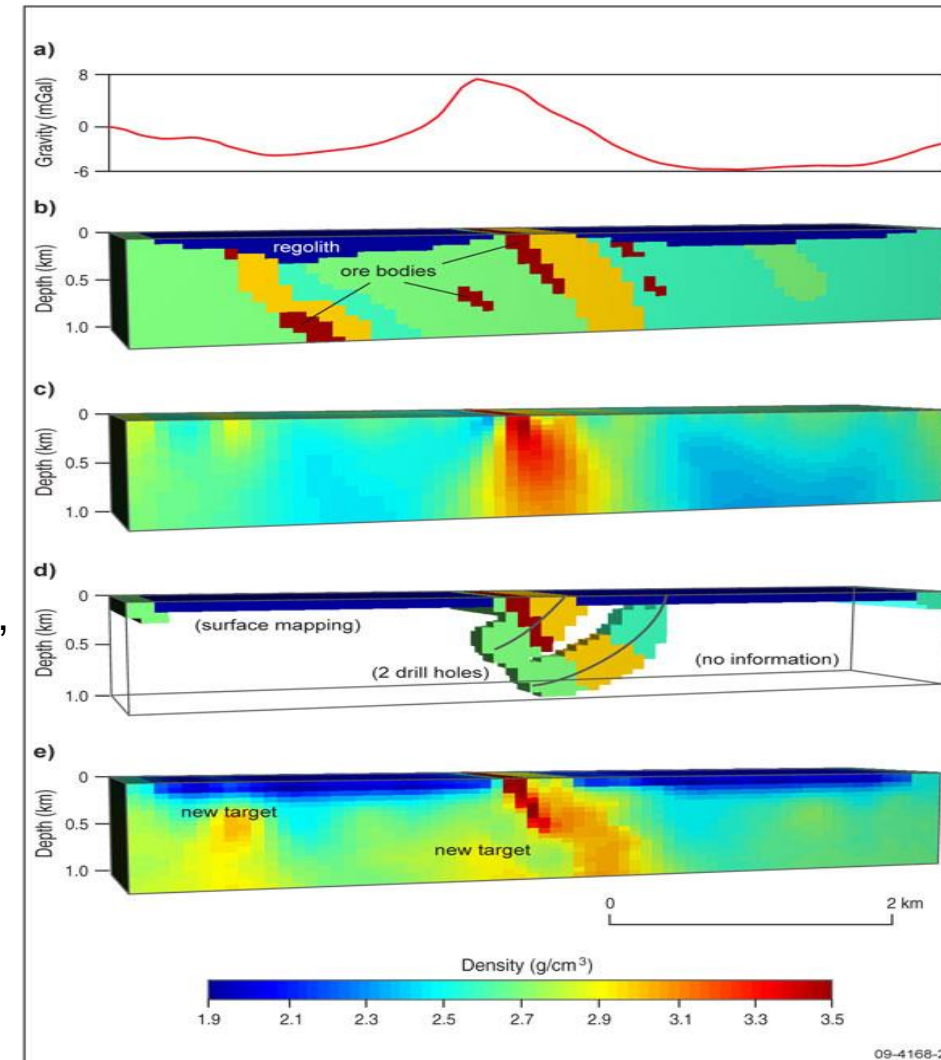 a)
Gravity (mGal)
8
0
-6
b)
Depth (km)
0
0.5
1.0
regolith
ore bodies
c)
Depth (km)
0
0.5
1.0
d)
Depth (km)
0
0.5
1.0
(surface mapping)
(2 drill holes)
(no information)
,
e)
Depth (km)
0
0.5
1.0
new target
new target
0 2 km
Density (g/cm³)
1.9 2.1 2.3 2.5 2.7 2.9 3.1 3.3 3.5
09-4168-2